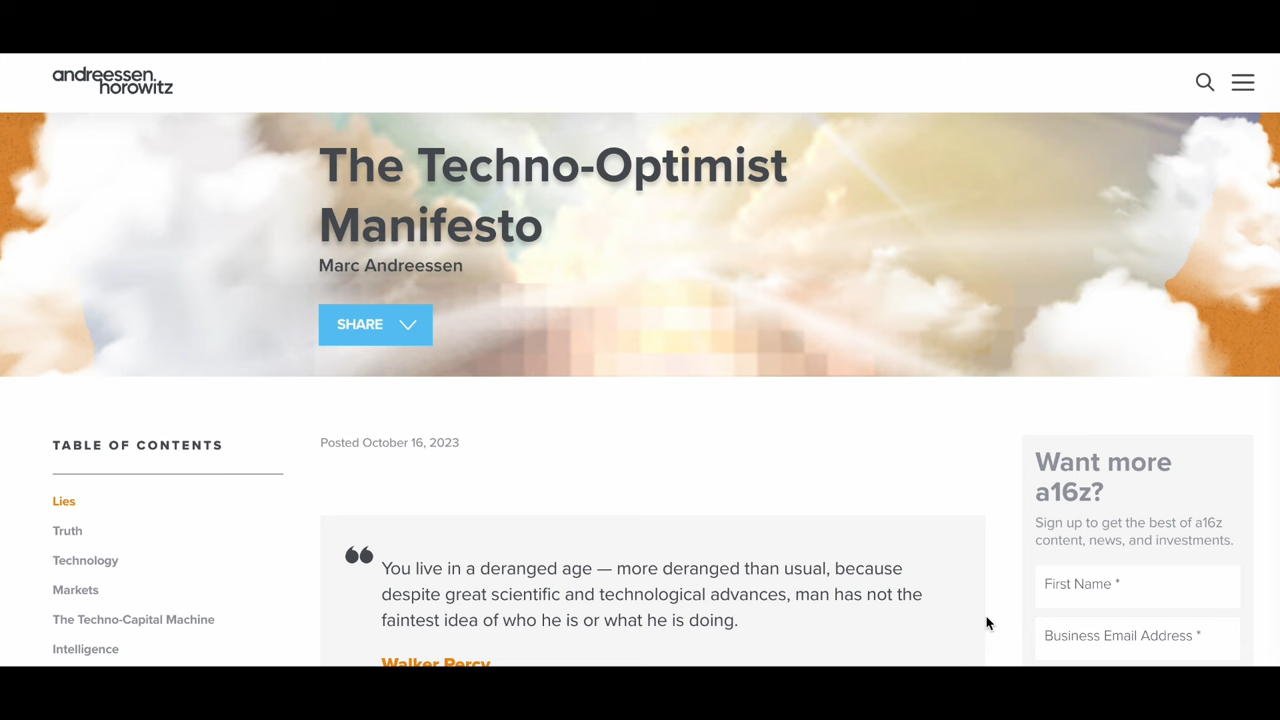 andreessen.
horowitz
The Techno-Optimist
Manifesto
Marc Andreessen
SHARE
TABLE OF CONTENTS
Lies
Truth
Technology
Markets
The Techno-Capital Machine
Intelligence
Posted October 16, 2023
“
You live in a deranged age — more deranged than usual, because
despite great scientific and technological advances, man has not the
faintest idea of who he is or what he is doing.
Walker Percy
Want more
a16z?
Sign up to get the best of a16z
content, news, and investments.
First Name *
Business Email Address *